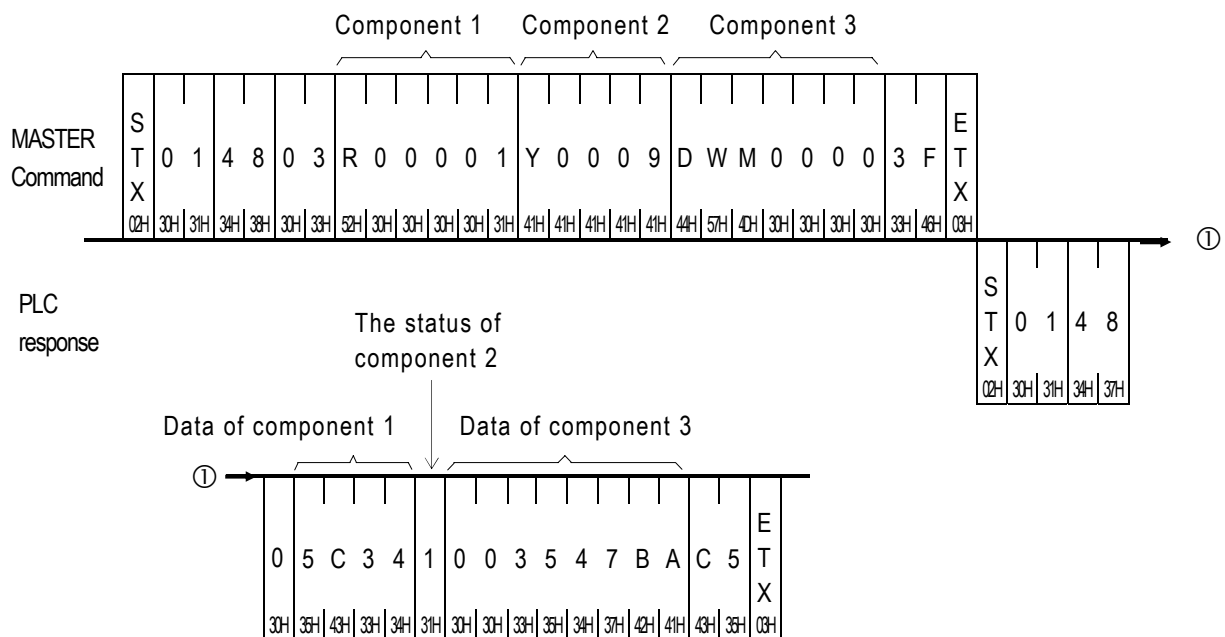 Component 1 Component 2 Component 3
MASTER
Command
STX 0 1 4 8 0 3 R 0 0 0 0 1 Y 0 0 0 9 D W M 0 0 0 0 3 F ETX
02H 30H 31H 34H 38H 30H 33H 52H 30H 30H 30H 30H 31H 41H 41H 41H 41H 41H 44H 57H 4DH 30H 30H 30H 30H 33H 46H 03H
①
PLC
response
STX 0 1 4 8
02H 30H 31H 34H 37H
The status of
component 2
Data of component 1 Data of component 3
①
0 5 C 3 4 1 0 0 3 5 4 7 B A C 5 ETX
30H 35H 43H 33H 34H 31H 30H 30H 33H 35H 34H 37H 42H 41H 43H 35H 03H